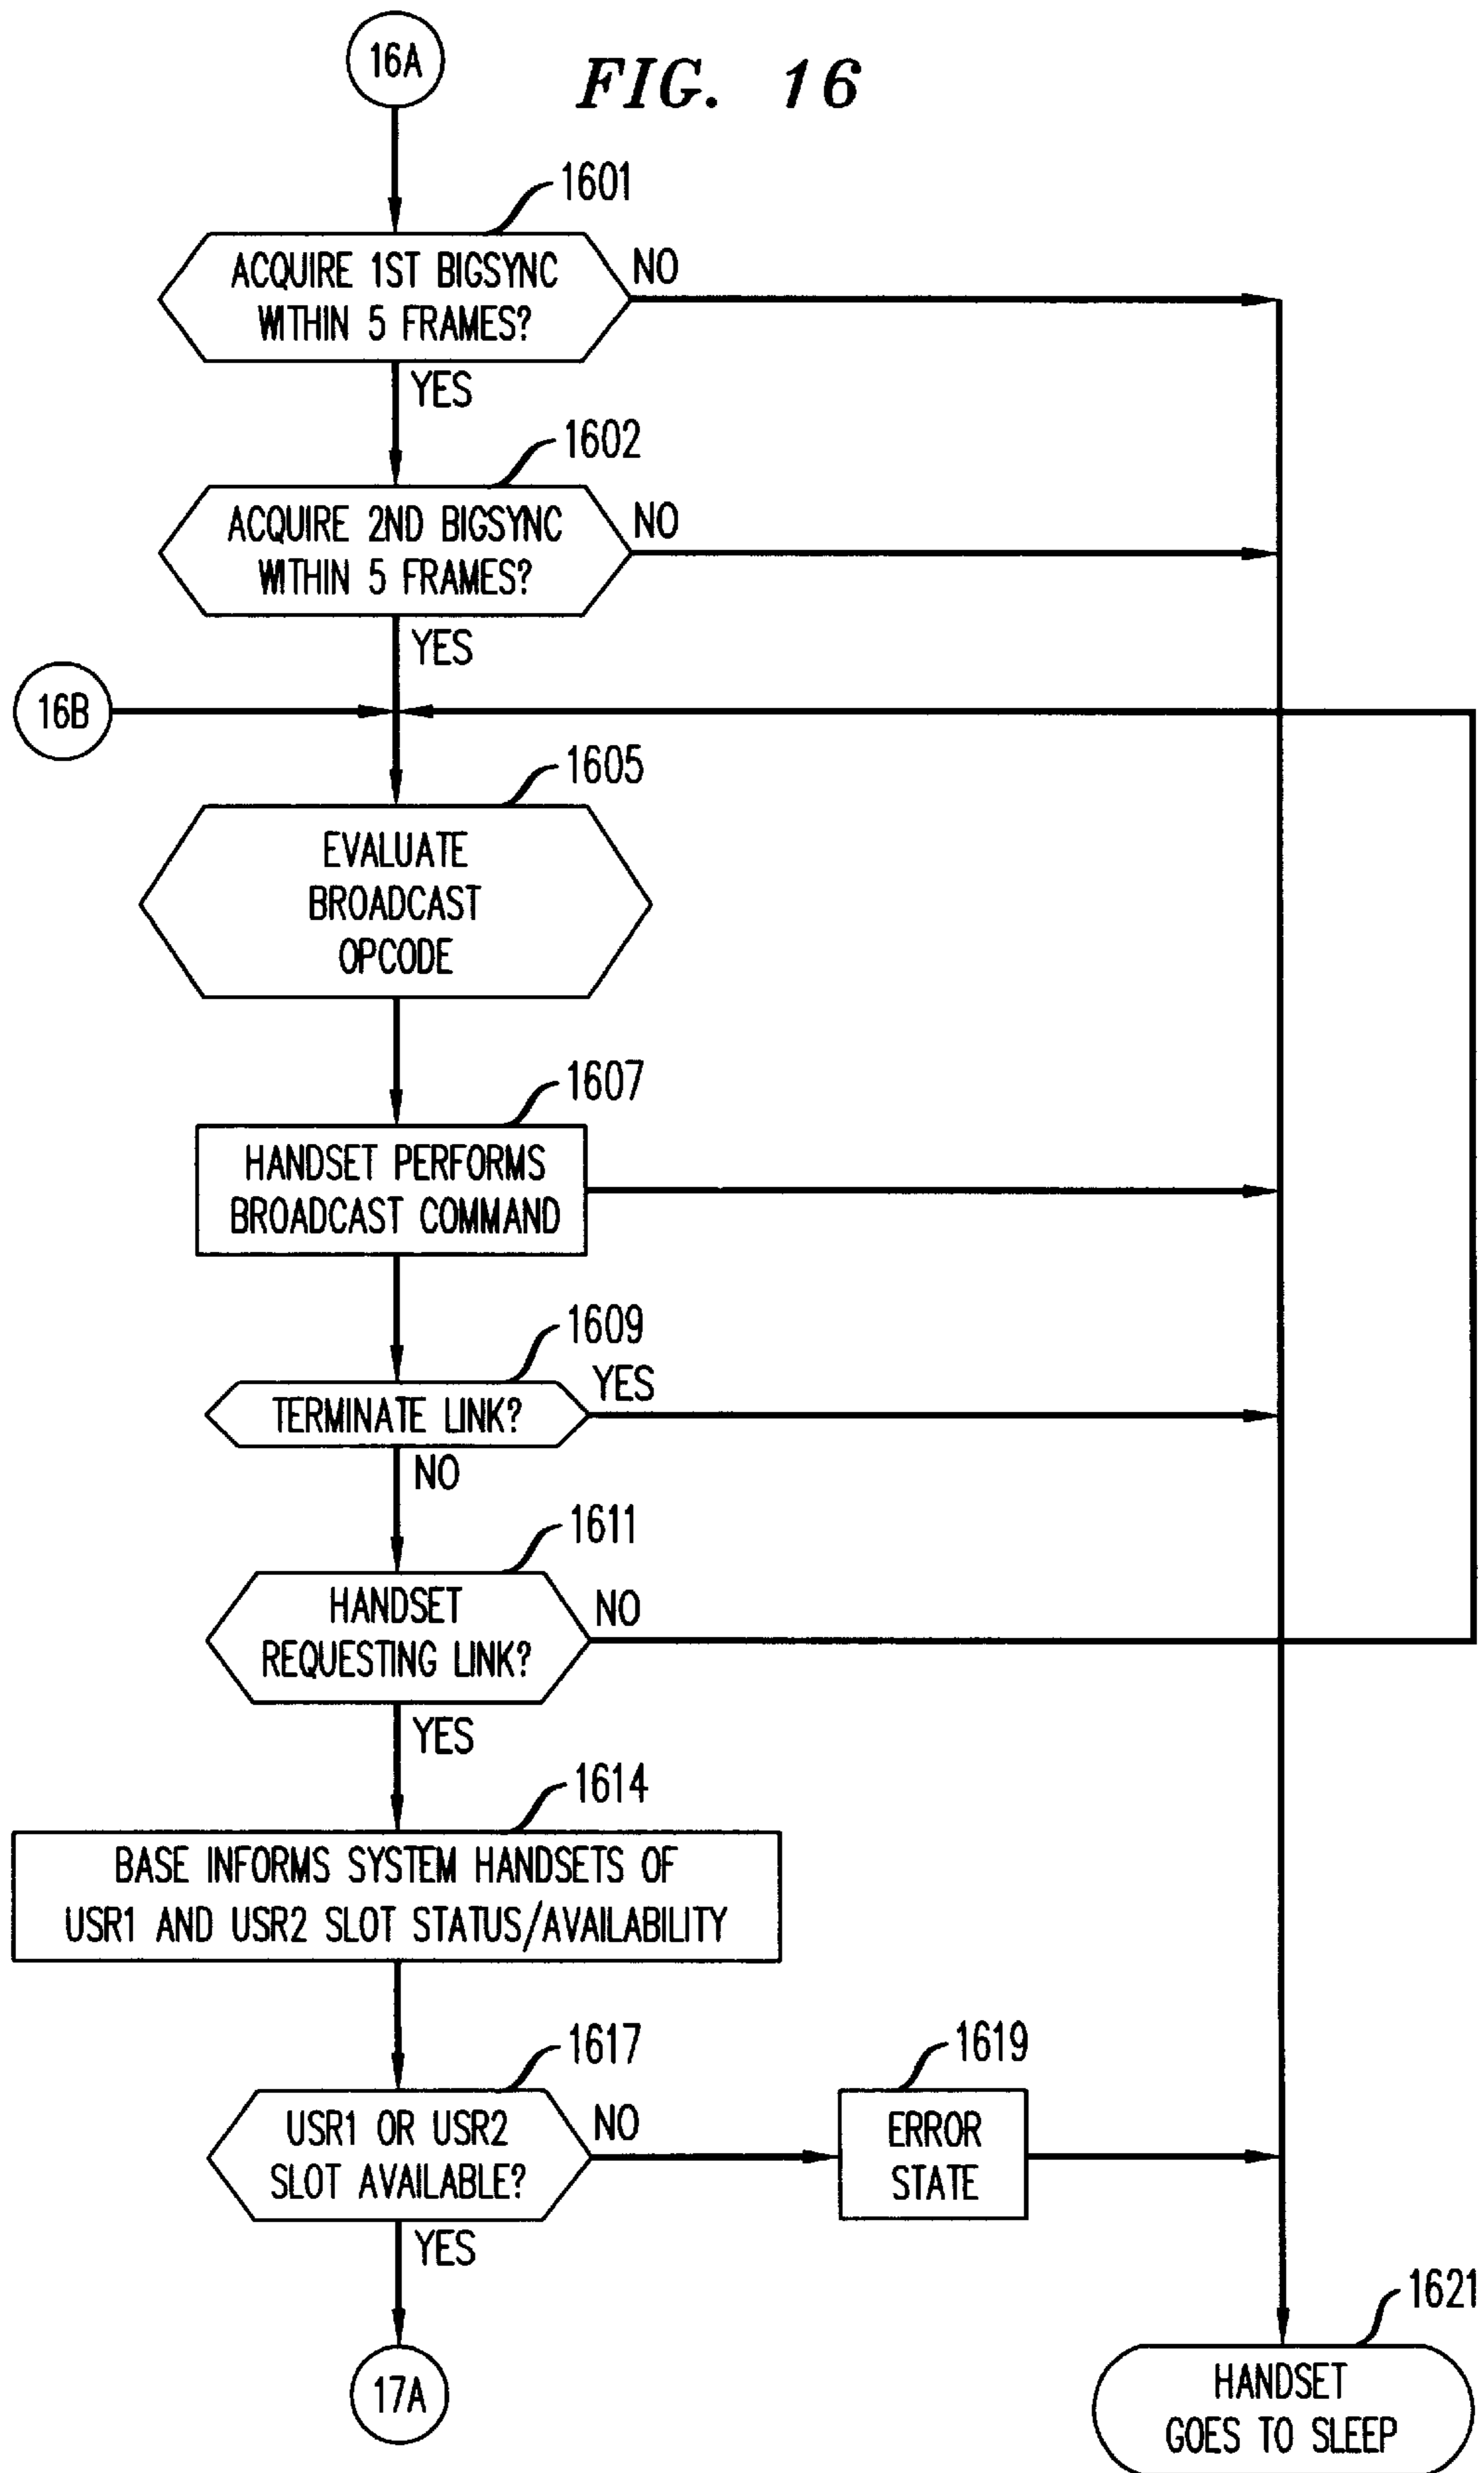 16A
FIG. 16
1601
ACQUIRE 1ST BIGSYNC
WITHIN 5 FRAMES?
NO
YES
1602
ACQUIRE 2ND BIGSYNC
WITHIN 5 FRAMES?
NO
YES
16B
1605
EVALUATE
BROADCAST
OPCODE
1607
HANDSET PERFORMS
BROADCAST COMMAND
1609
TERMINATE LINK?
YES
NO
1611
HANDSET
REQUESTING LINK?
NO
YES
1614
BASE INFORMS SYSTEM HANDSETS OF
USR1 AND USR2 SLOT STATUS/AVAILABILITY
1617
USR1 OR USR2
SLOT AVAILABLE?
NO
1619
ERROR
STATE
YES
17A
1621
HANDSET
GOES TO SLEEP